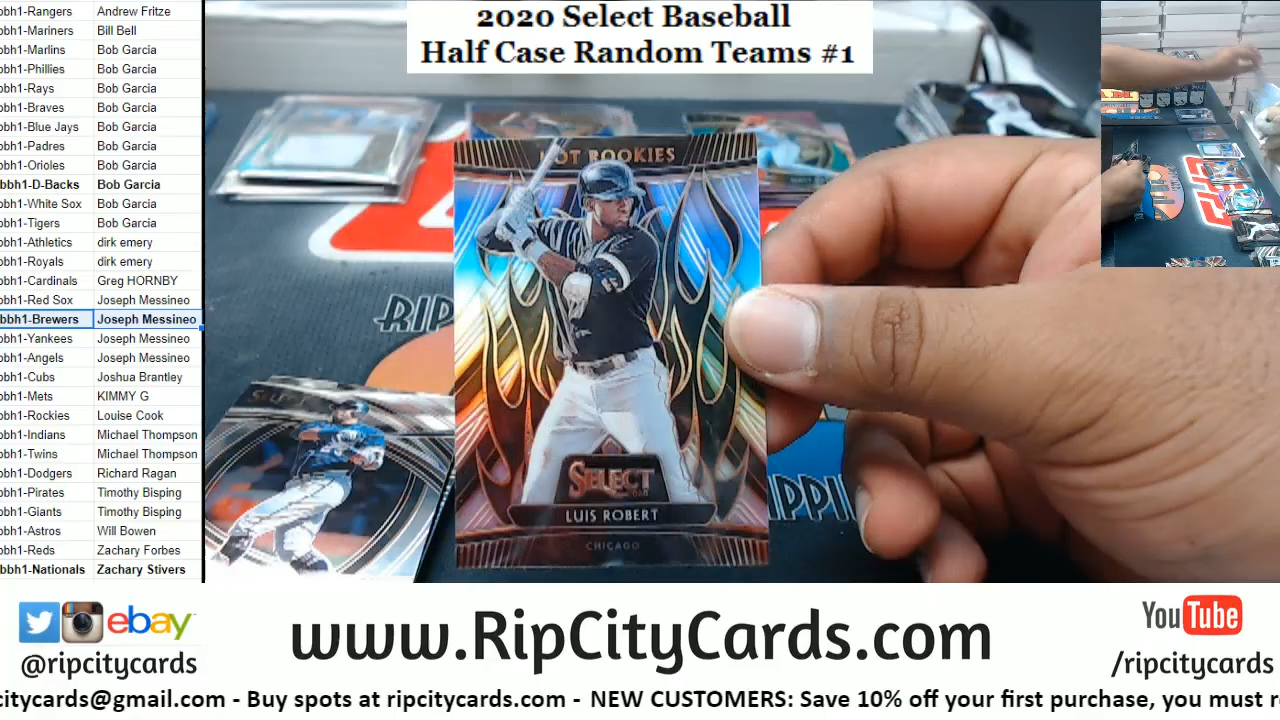 bbh1-Rangers Andrew Fritze
bbh1-Mariners Bill Bell
bbh1-Marlins Bob Garcia
bbh1-Phillies Bob Garcia
bbh1-Rays Bob Garcia
bbh1-Braves Bob Garcia
bbh1-Blue Jays Bob Garcia
bbh1-Padres Bob Garcia
bbh1-Orioles Bob Garcia
bbh1-D-Backs Bob Garcia
bbh1-White Sox Bob Garcia
bbh1-Tigers Bob Garcia
bbh1-Athletics dirk emery
bbh1-Royals dirk emery
bbh1-Cardinals Greg HORNBY
bbh1-Red Sox Joseph Messineo
bbh1-Brewers Joseph Messineo
bbh1-Yankees Joseph Messineo
bbh1-Angels Joseph Messineo
bbh1-Cubs Joshua Brantley
bbh1-Mets KIMMY G
bbh1-Rockies Louise Cook
bbh1-Indians Michael Thompson
bbh1-Twins Michael Thompson
bbh1-Dodgers Richard Ragan
bbh1-Pirates Timothy Bisping
bbh1-Giants Timothy Bisping
bbh1-Astros Will Bowen
bbh1-Reds Zachary Forbes
bbh1-Nationals Zachary Stivers
2020 Select Baseball
Half Case Random Teams #1
HOT ROOKIES
SELECT
LUIS ROBERT
CHICAGO
SELECT
RIP
RIPPI
ebay
@ripcitycards
www.RipCityCards.com
YouTube
/ripcitycards
citycards@gmail.com - Buy spots at ripcitycards.com - NEW CUSTOMERS: Save 10% off your first purchase, you must r